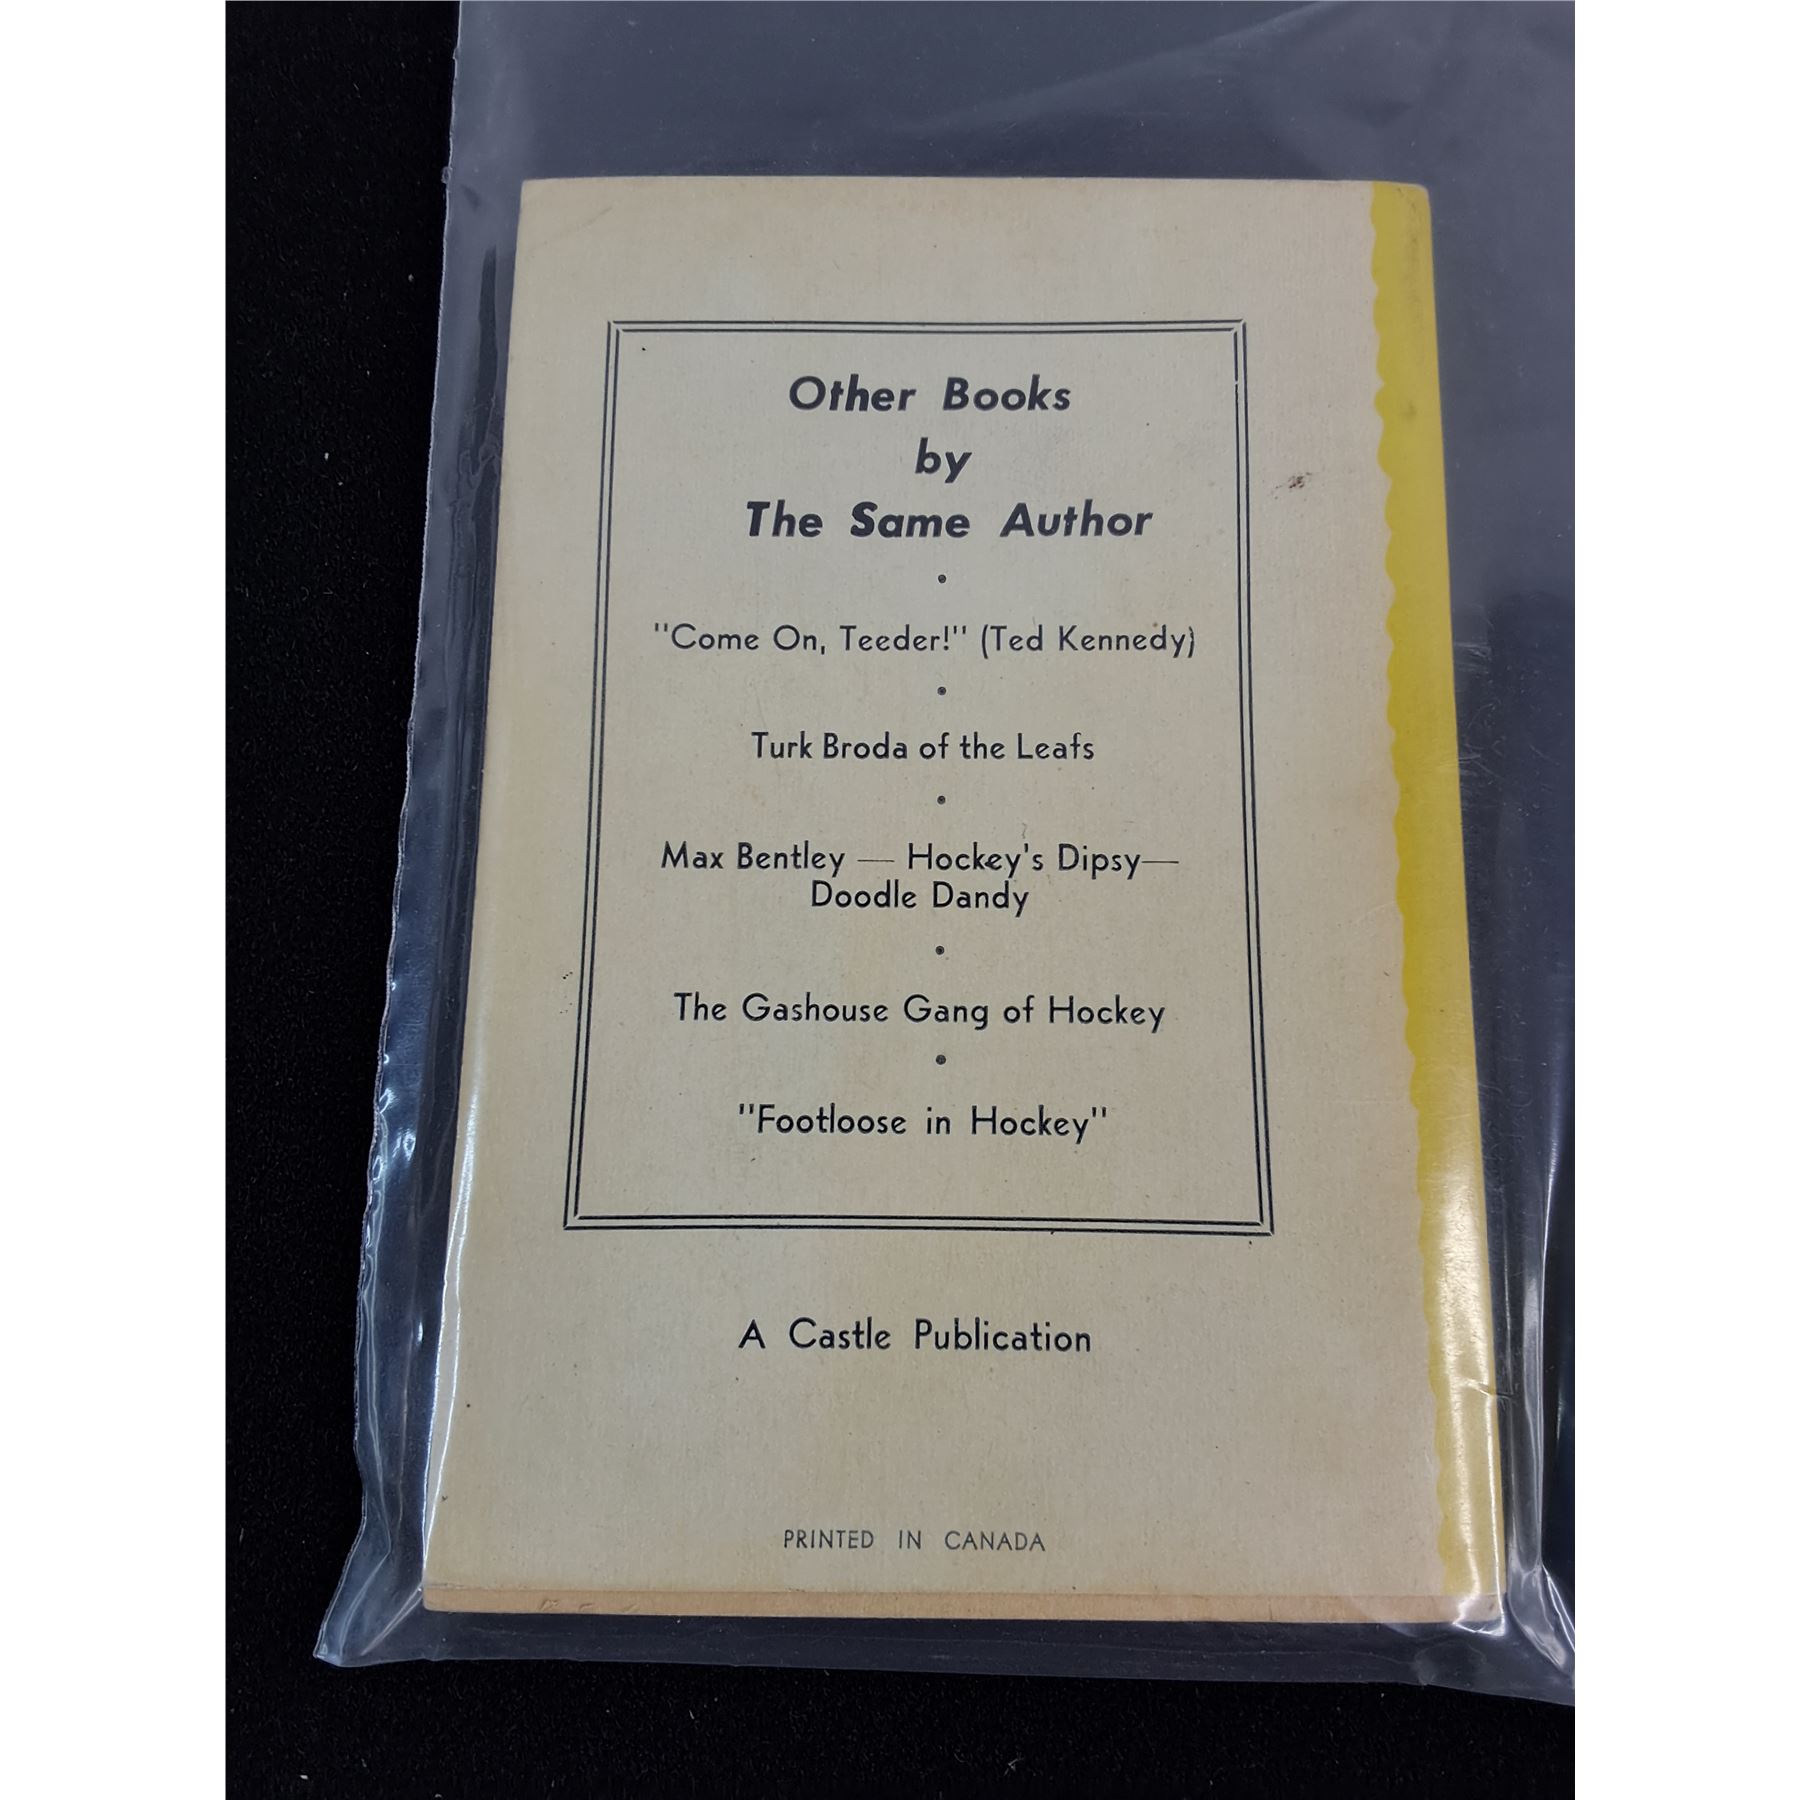 Other Books
by
The Same Author
•
"Come On, Teeder!" (Ted Kennedy)
•
Turk Broda of the Leafs
•
Max Bentley — Hockey's Dipsy—
Doodle Dandy
•
The Gashouse Gang of Hockey
•
"Footloose in Hockey"
A Castle Publication
PRINTED IN CANADA